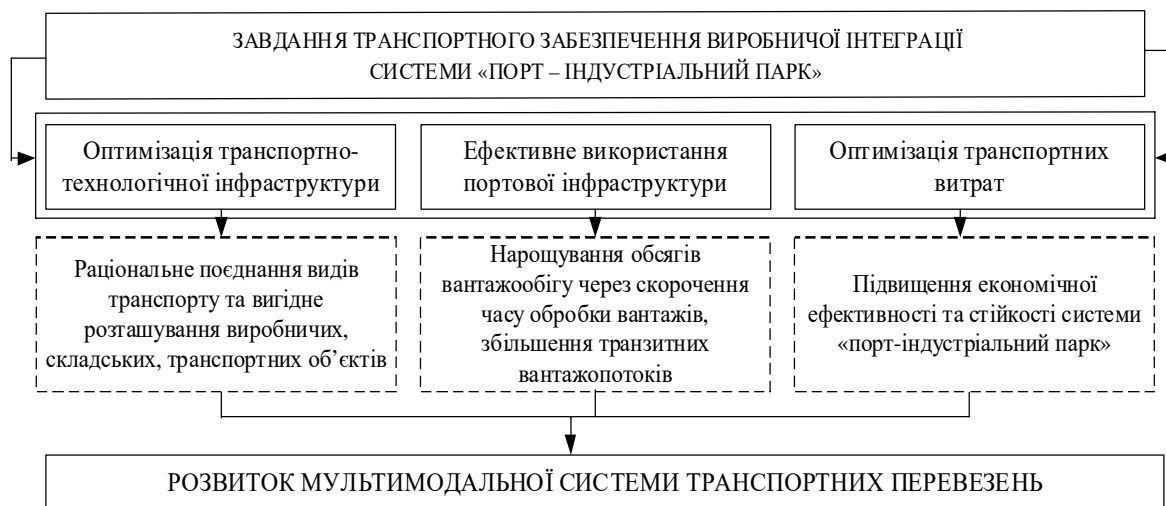 ЗАВДАННЯ ТРАНСПОРТНОГО ЗАБЕЗПЕЧЕННЯ ВИРОБНИЧОЇ ІНТЕГРАЦІЇ
СИСТЕМИ «ПОРТ – ІНДУСТРІАЛЬНИЙ ПАРК»
Оптимізація транспортно-
технологічної інфраструктури
Ефективне використання
портової інфраструктури
Оптимізація транспортних
витрат
Раціональне поєднання видів
транспорту та вигідне
розташування виробничих,
складських, транспортних об’єктів
Нарощування обсягів
вантажообігу через скорочення
часу обробки вантажів,
збільшення транзитних
вантажопотоків
Підвищення економічної
ефективності та стійкості системи
«порт-індустріальний парк»
РОЗВИТОК МУЛЬТИМОДАЛЬНОЇ СИСТЕМИ ТРАНСПОРТНИХ ПЕРЕВЕЗЕНЬ